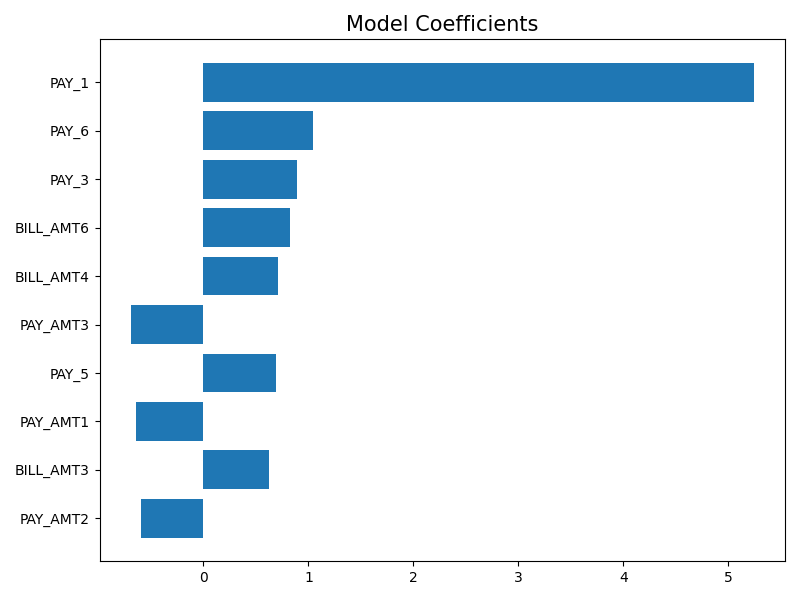 Model Coefficients
PAY_1
PAY_6
PAY_3
BILL_AMT6
BILL_AMT4
PAY_AMT3
PAY_5
PAY_AMT1
BILL_AMT3
PAY_AMT2
0 1 2 3 4 5